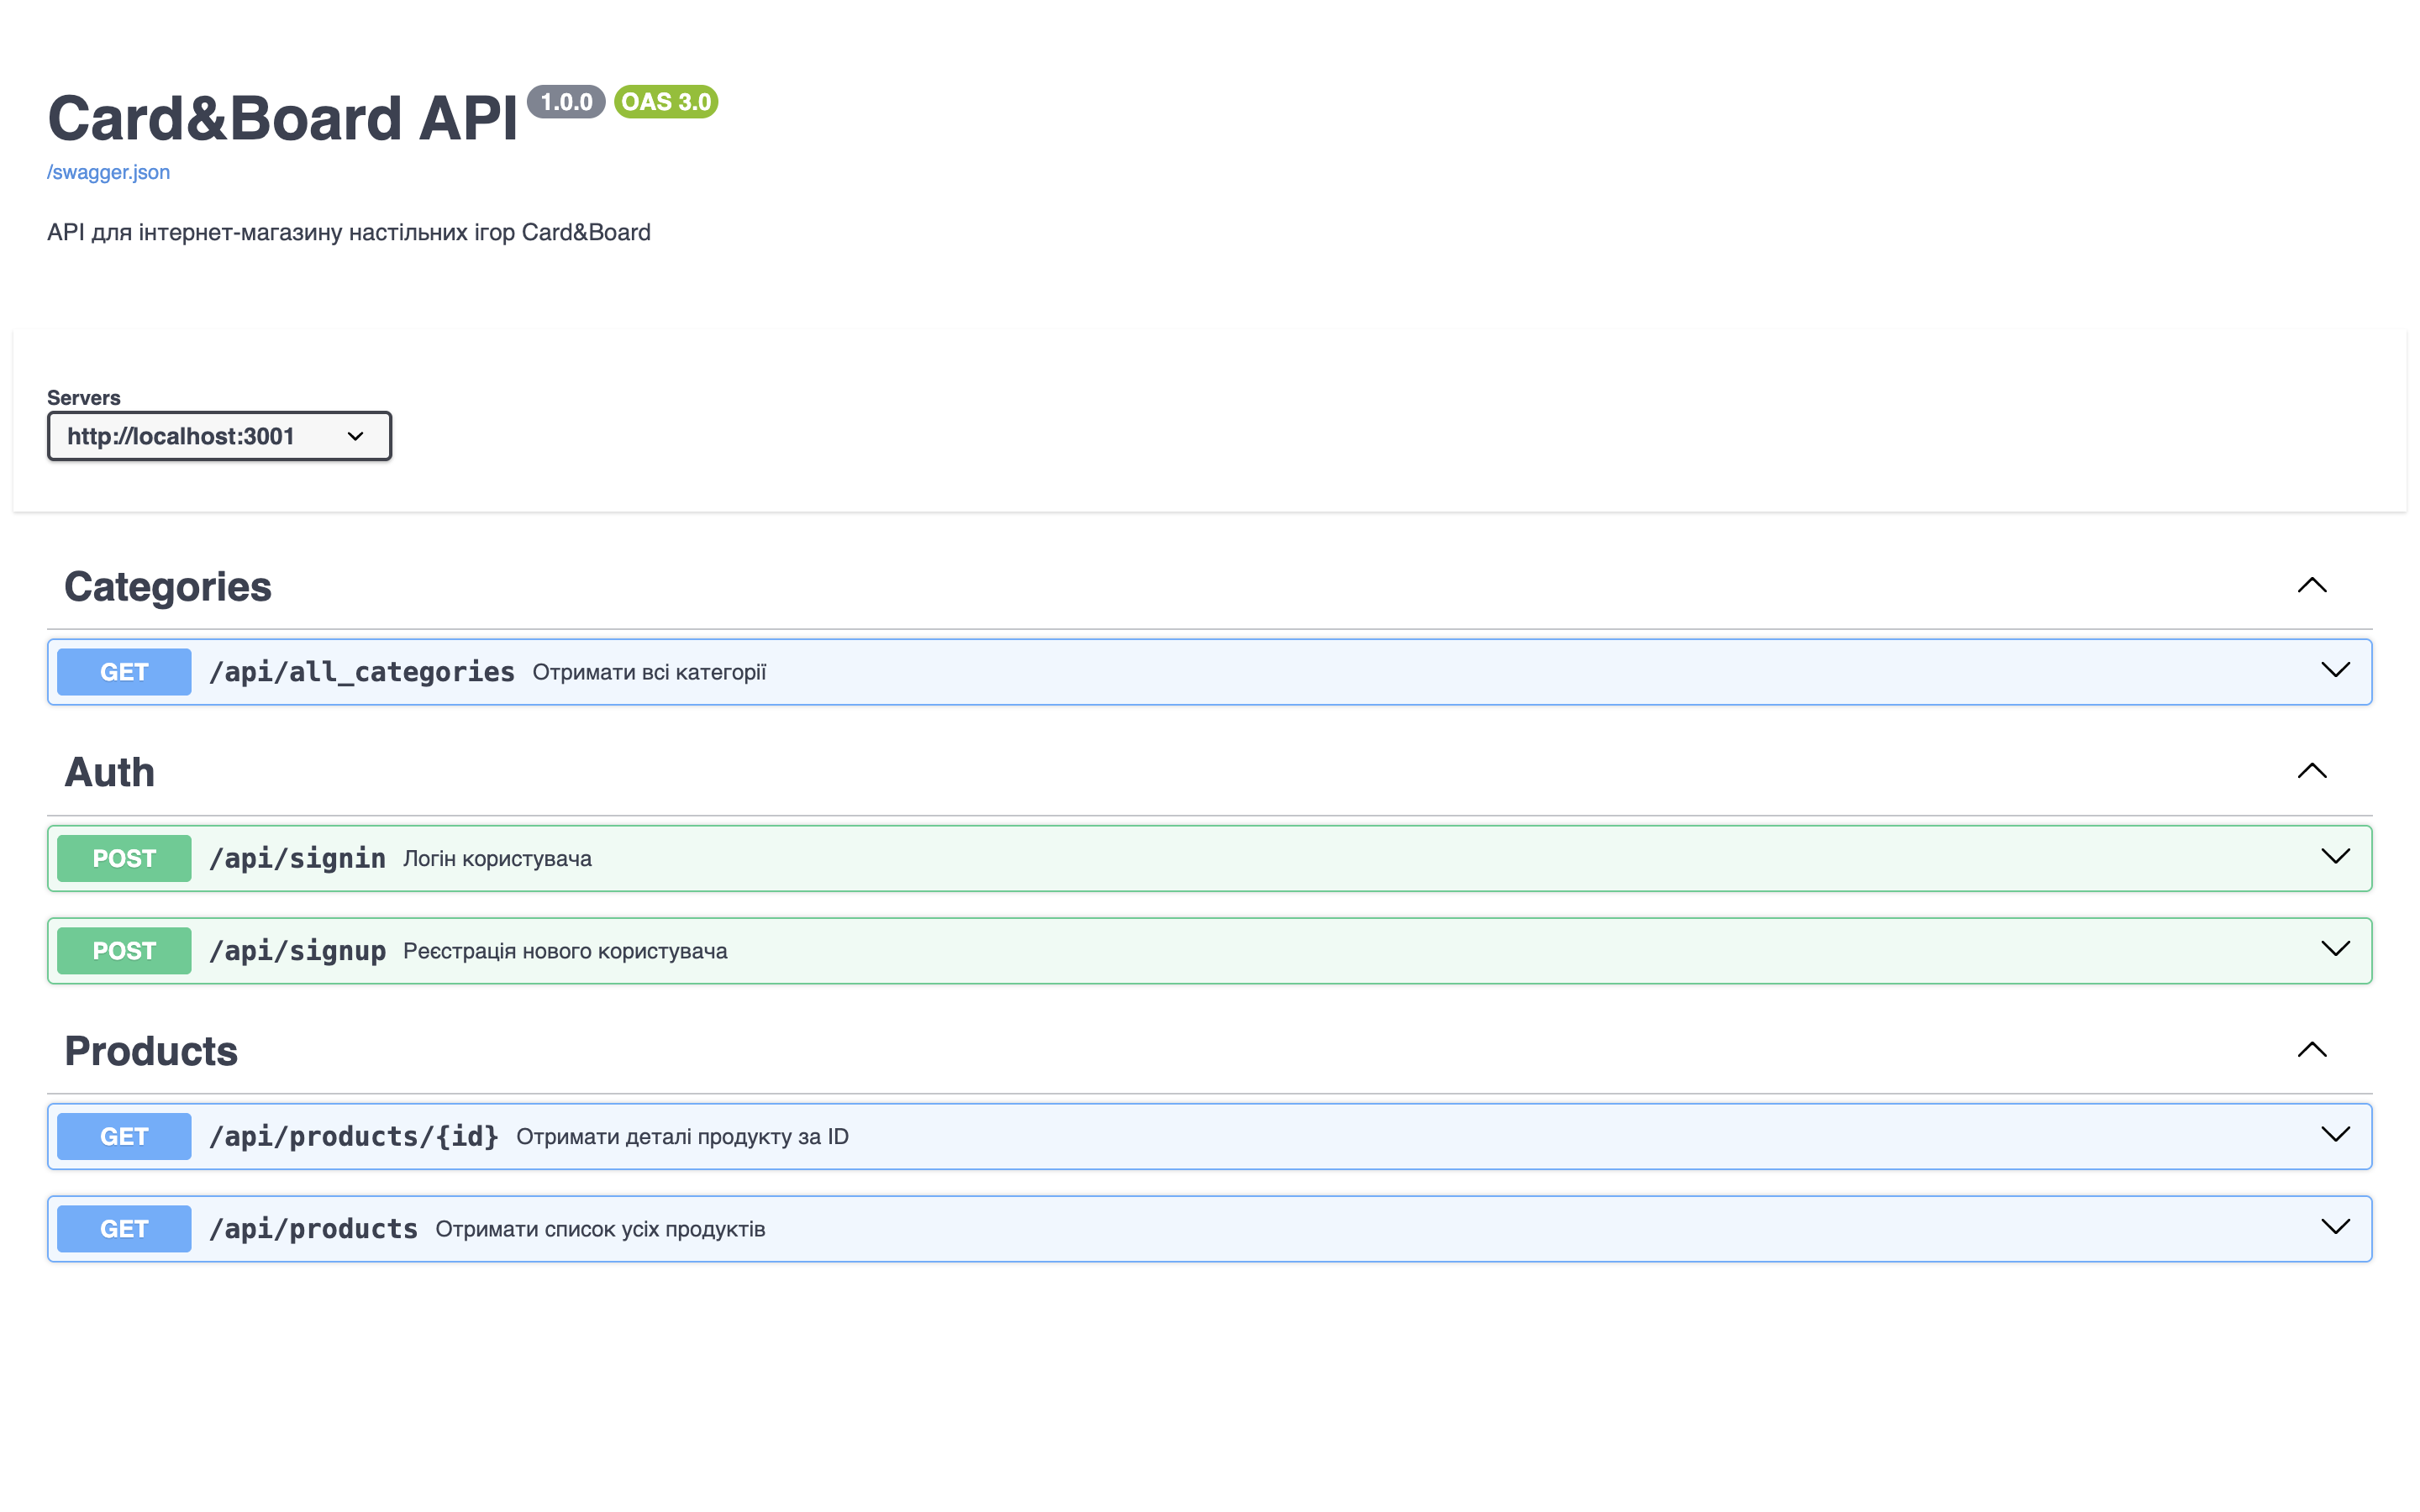 Card&Board API 1.0.0 OAS 3.0
/swagger.json
API для інтернет-магазину настільних ігор Card&Board
Servers
http://localhost:3001
Categories
GET /api/all_categories Отримати всі категорії
Auth
POST /api/signin Логін користувача
POST /api/signup Реєстрація нового користувача
Products
GET /api/products/{id} Отримати деталі продукту за ID
GET /api/products Отримати список усіх продуктів